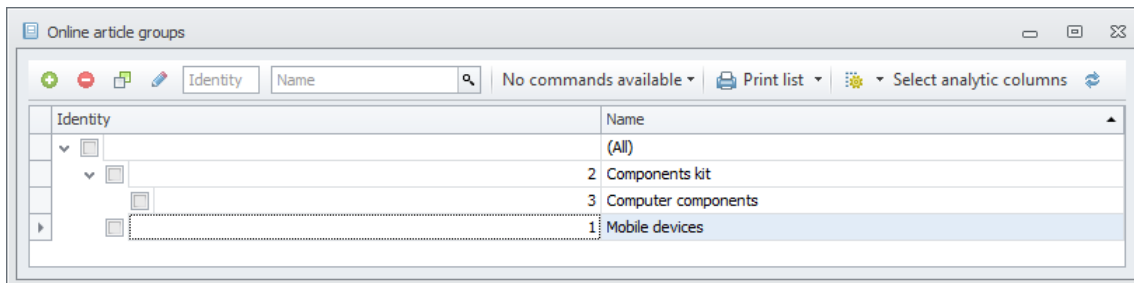 Online article groups
Identity Name No commands available Print list Select analytic columns
Identity Name
(All)
2 Components kit
3 Computer components
1 Mobile devices